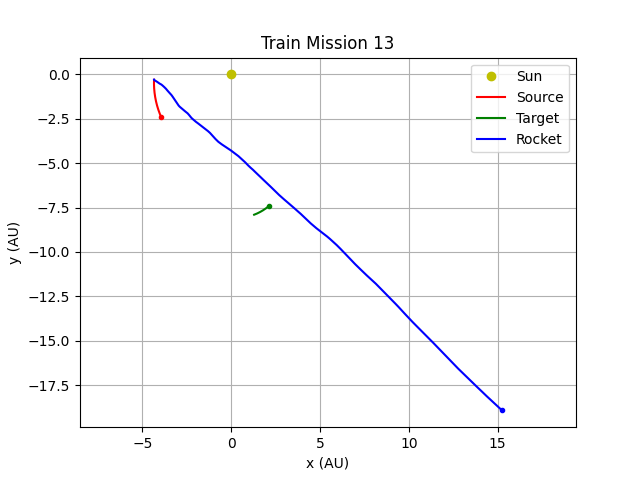 Train Mission 13
Sun
Source
Target
Rocket
0.0
−2.5
−5.0
−7.5
−10.0
−12.5
−15.0
−17.5
y (AU)
−5
0
5
10
15
x (AU)